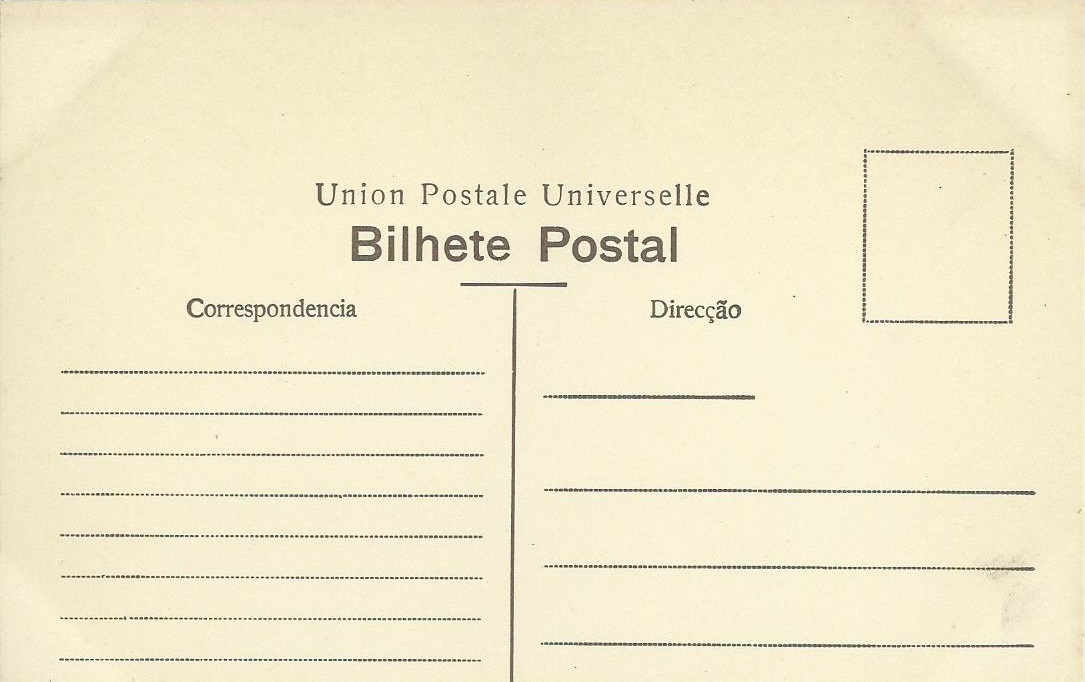 Union Postale Universelle
Bilhete Postal
Correspondencia
Direcção